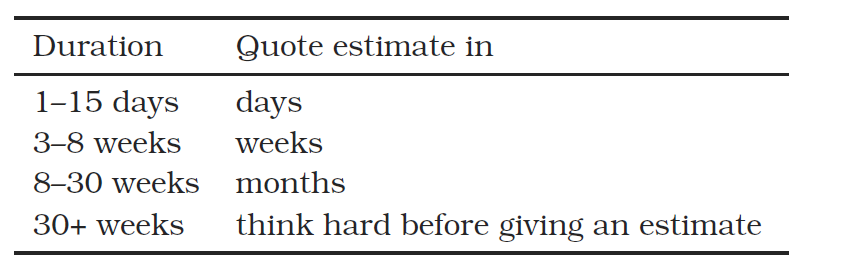 Duration Quote estimate in
1–15 days days
3–8 weeks weeks
8–30 weeks months
30+ weeks think hard before giving an estimate